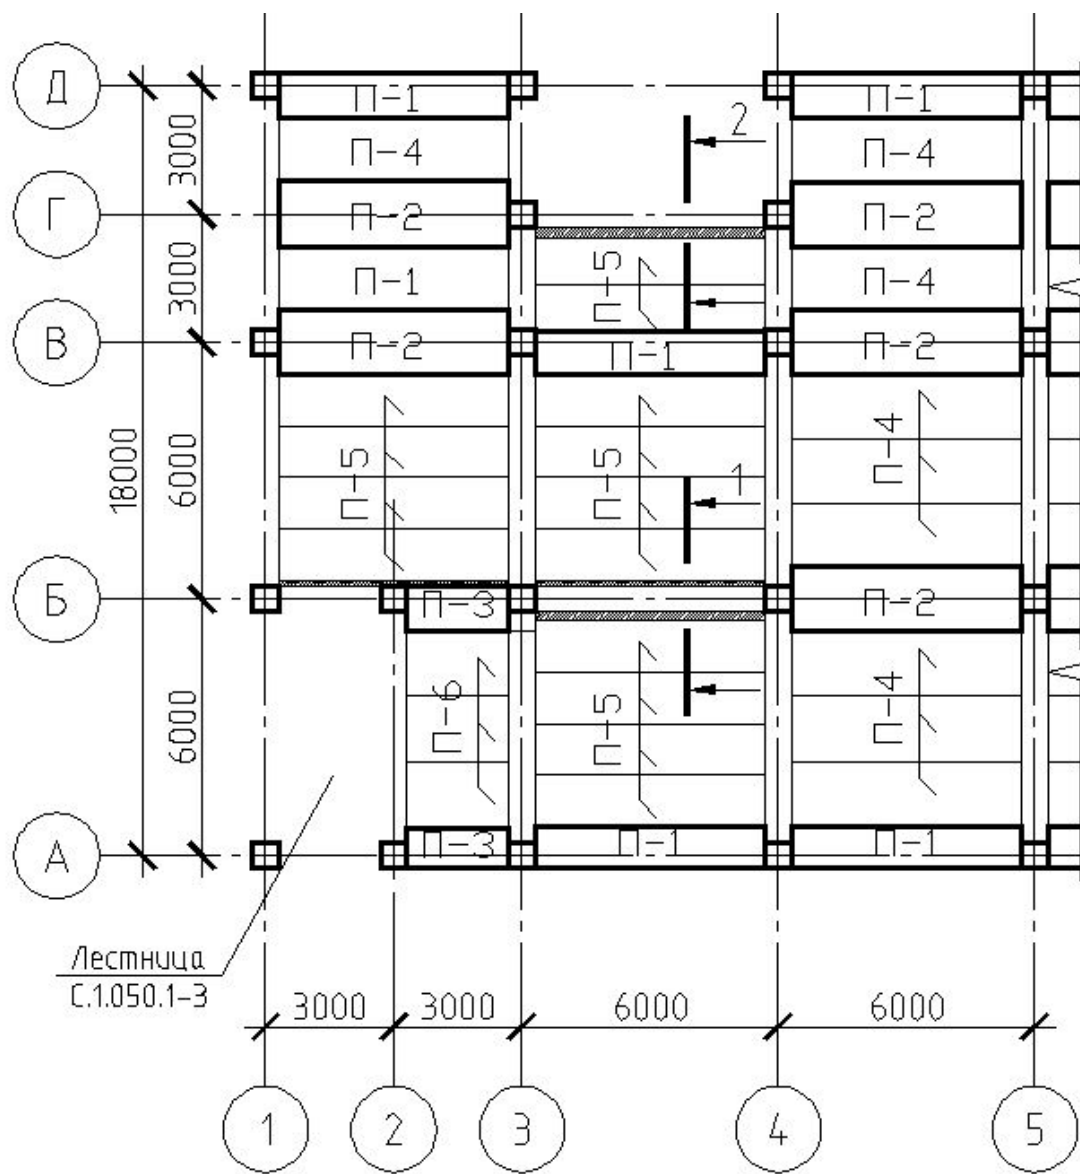 Д
П-1
П-1
2
3000
П-4
П-4
Г
П-2
П-2
3000
П-1
П-5
П-4
В
П-2
П-1
П-2
18000
6000
П-5
П-5
1
П-4
Б
П-3
П-2
6000
П-6
П-5
П-4
А
П-3
П-1
П-1
Лестница
С.1.050.1-3
3000
3000
6000
6000
1
2
3
4
5